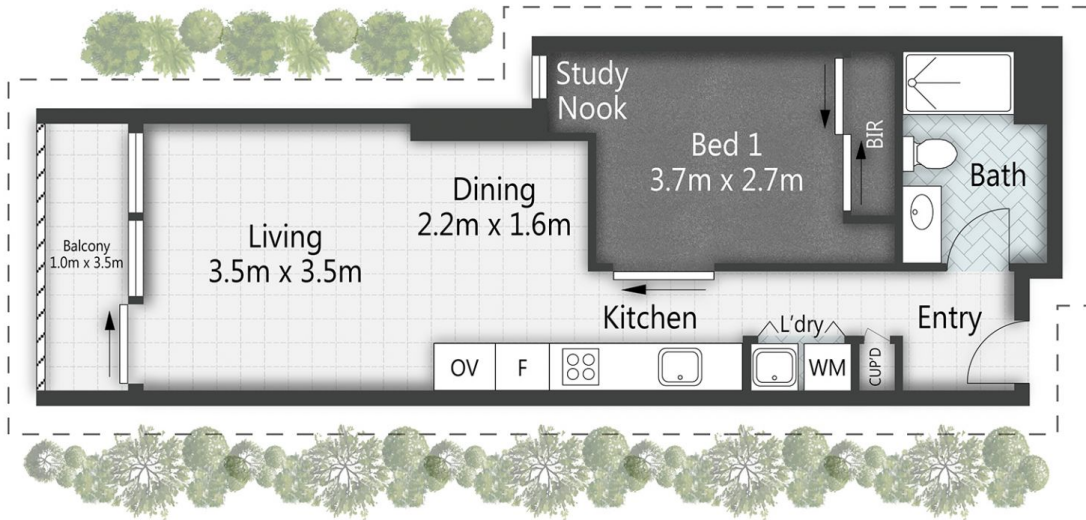 Study
Nook
Bed 1
3.7m x 2.7m
BIR
Bath
Dining
2.2m x 1.6m
Living
3.5m x 3.5m
Balcony
1.0m x 3.5m
Kitchen
L'dry
Entry
OV
F
WM
CUP'D